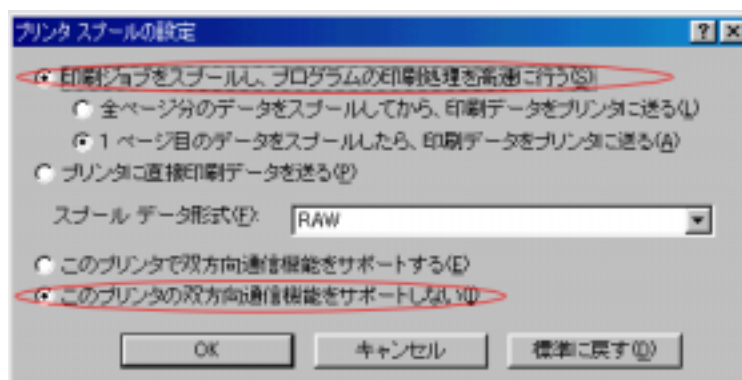 プリンタ スプールの設定
印刷ジョブをスプールし、プログラムの印刷処理を高速に行う(S)
全ページ分のデータをスプールしてから、印刷データをプリンタに送る(L)
1 ページ目のデータをスプールしたら、印刷データをプリンタに送る(A)
プリンタに直接印刷データを送る(P)
スプール データ形式(F): RAW
このプリンタで双方向通信機能をサポートする(E)
このプリンタの双方向通信機能をサポートしない(I)
OK キャンセル 標準に戻す(D)